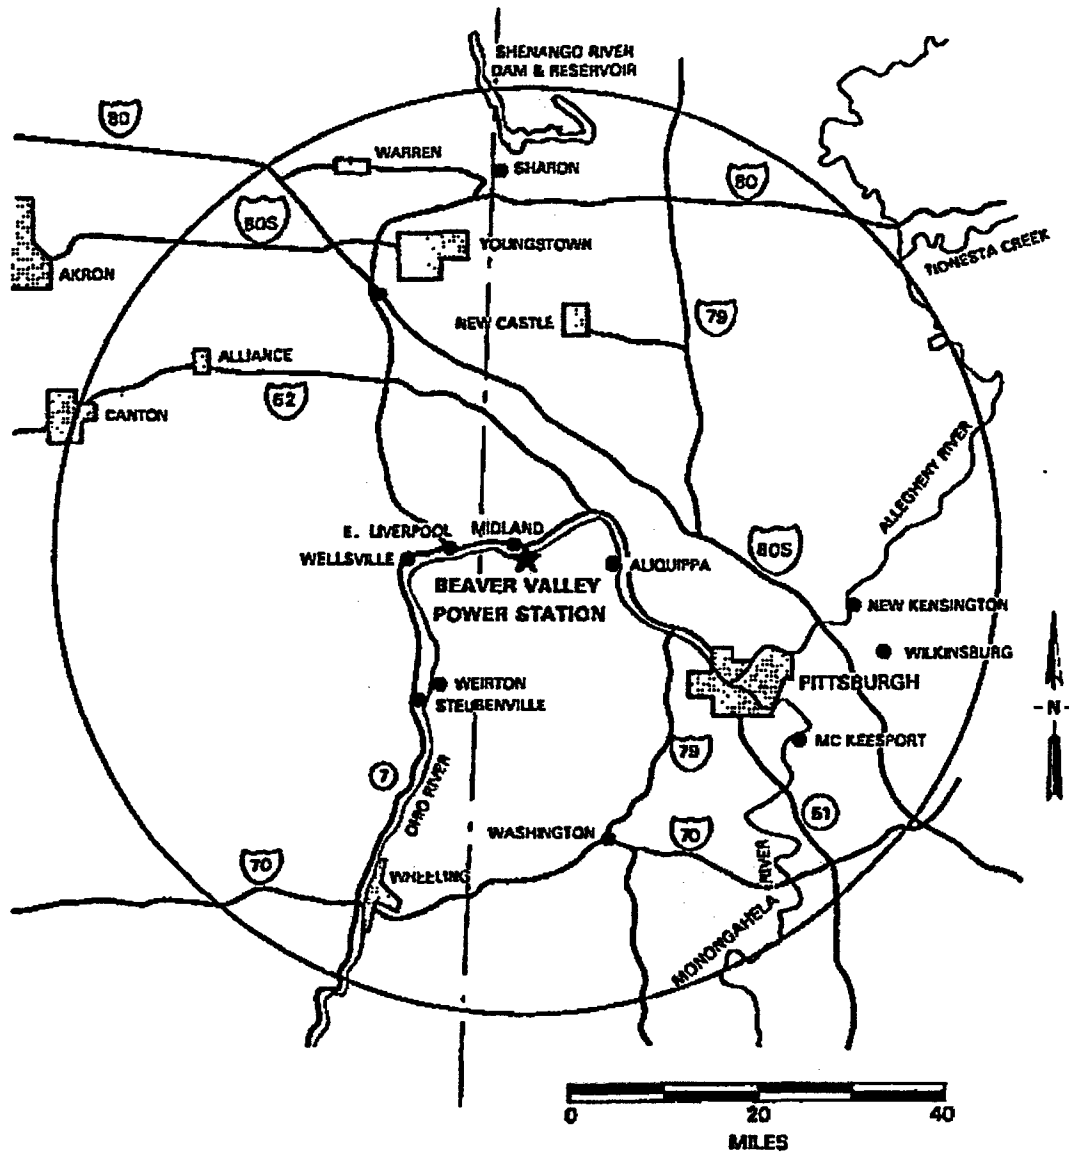 SHENANGO RIVER
DAM & RESERVOIR
80
WARREN
SHARON
80
80S
YOUNGSTOWN
AKRON
TIONESTA CREEK
NEW CASTLE
79
ALLIANCE
62
CANTON
ALLEGHENY RIVER
E. LIVERPOOL
MIDLAND
WELLSVILLE
80S
ALIQUIPPA
BEAVER VALLEY
POWER STATION
NEW KENSINGTON
WILKINSBURG
WEIRTON
PITTSBURGH
STEUBENVILLE
N
MC KEESPORT
79
7
OHIO RIVER
51
WASHINGTON
70
70
WHEELING
MONONGAHELA RIVER
0 20 40
MILES